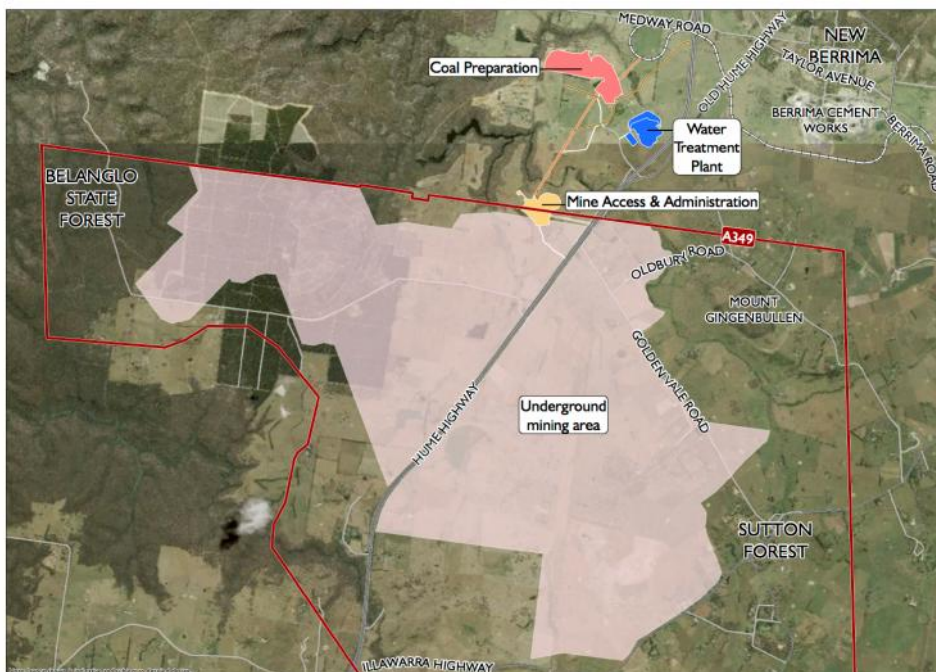 MEDWAY ROAD
NEW
BERRIMA
OLD HUME HIGHWAY
TAYLOR AVENUE
Coal Preparation
BERRIMA CEMENT
WORKS
BERRIMA ROAD
Water
Treatment
Plant
BELANGLO
STATE
FOREST
Mine Access & Administration
A349
OLDBURY ROAD
MOUNT
GINGENBULLEN
GOLDEN VALE ROAD
HUME HIGHWAY
Underground
mining area
SUTTON
FOREST
ILLAWARRA HIGHWAY